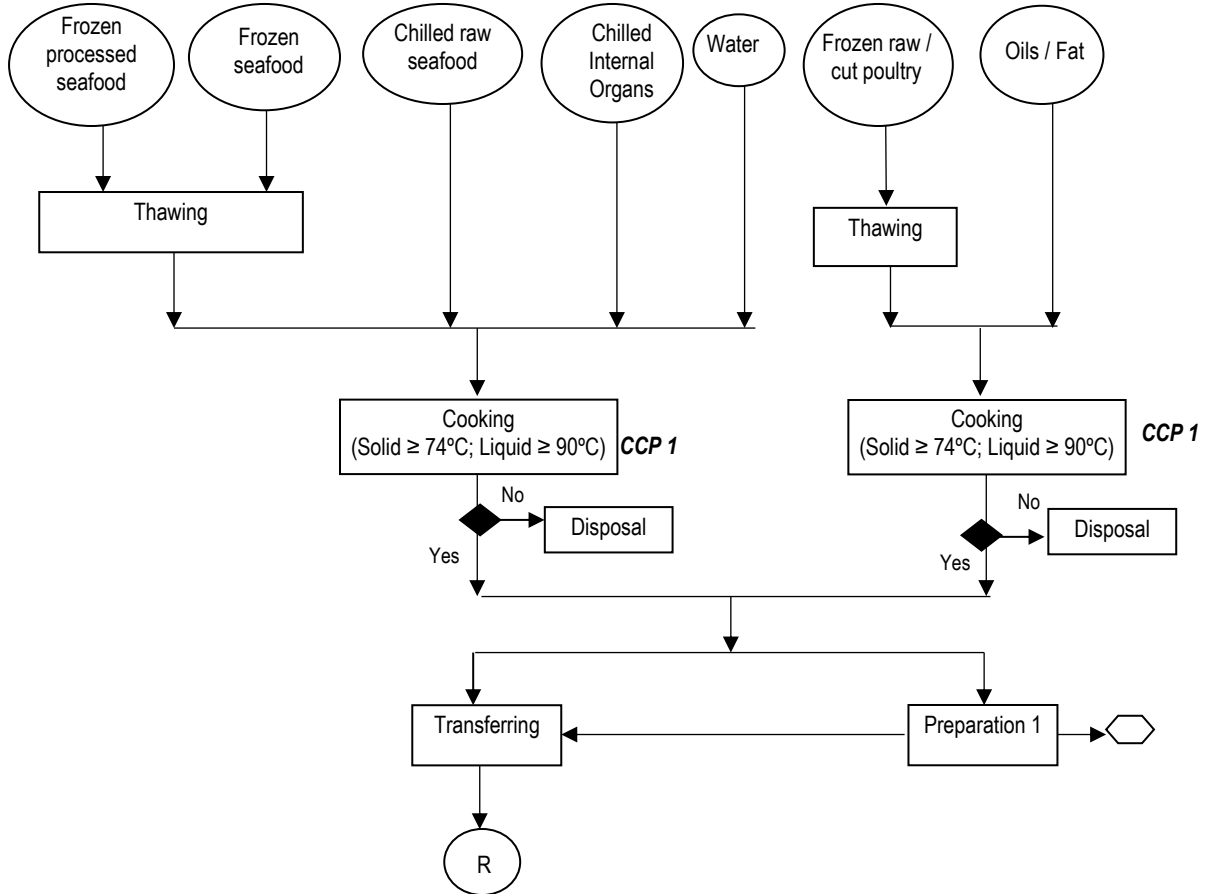 Frozen
processed
seafood
Frozen
seafood
Chilled raw
seafood
Chilled
Internal
Organs
Water
Frozen raw /
cut poultry
Oils / Fat
Thawing
Thawing
Cooking
(Solid ≥ 74ºC; Liquid ≥ 90ºC)
CCP 1
Cooking
(Solid ≥ 74ºC; Liquid ≥ 90ºC)
CCP 1
No
Disposal
Yes
No
Disposal
Yes
Transferring
Preparation 1
R